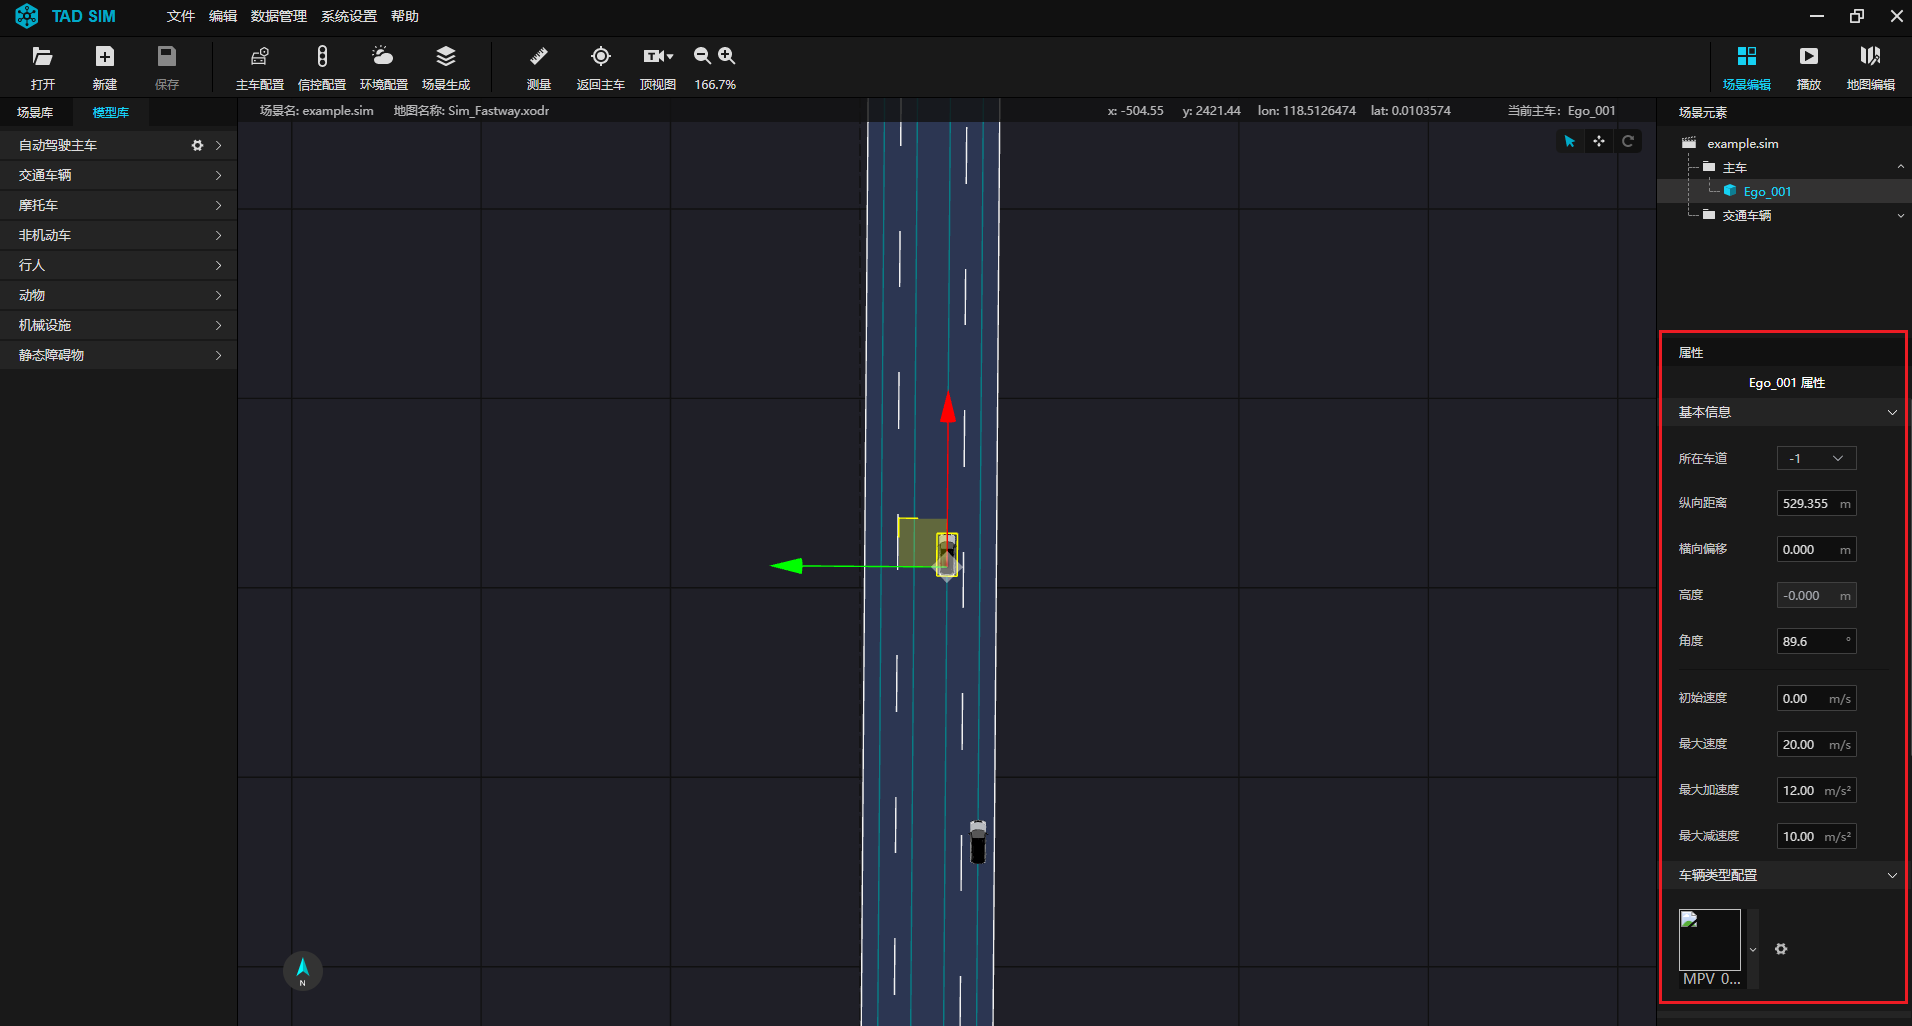 TAD SIM 文件 编辑 数据管理 系统设置 帮助
打开 新建 保存 主车配置 信控配置 环境配置 场景生成 测量 返回主车 顶视图 166.7% 场景编辑 播放 地图编辑
场景库 模型库
场景名: example.sim 地图名称: Sim_Fastway.xodr x: -504.55 y: 2421.44 lon: 118.5126474 lat: 0.0103574 当前主车: Ego_001
自动驾驶主车
交通车辆
摩托车
非机动车
行人
动物
机械设施
静态障碍物
N
场景元素
example.sim
主车
Ego_001
交通车辆
属性
Ego_001 属性
基本信息
所在车道 -1
纵向距离 529.355 m
横向偏移 0.000 m
高度 -0.000 m
角度 89.6 °
初始速度 0.00 m/s
最大速度 20.00 m/s
最大加速度 12.00 m/s²
最大减速度 10.00 m/s²
车辆类型配置
MPV_0...